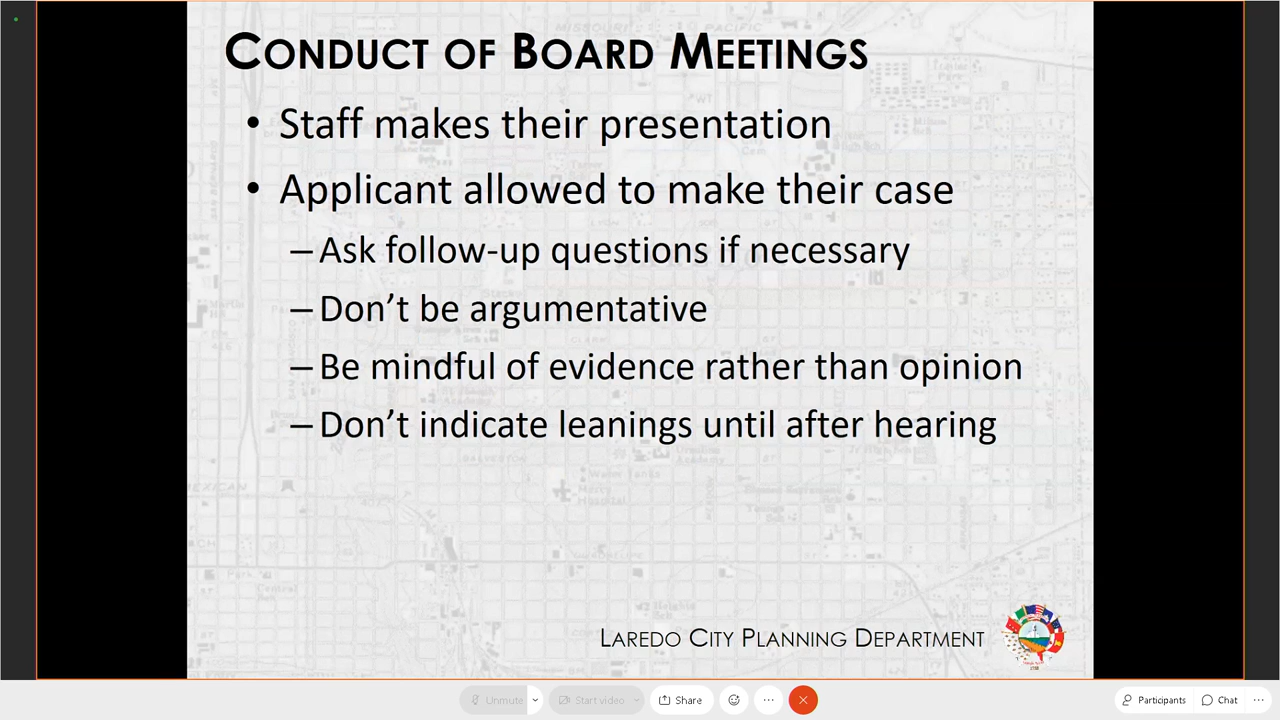 Conduct of Board Meetings
• Staff makes their presentation
• Applicant allowed to make their case
– Ask follow-up questions if necessary
– Don't be argumentative
– Be mindful of evidence rather than opinion
– Don't indicate leanings until after hearing
Laredo City Planning Department
Unmute
Start video
Share
Participants
Chat